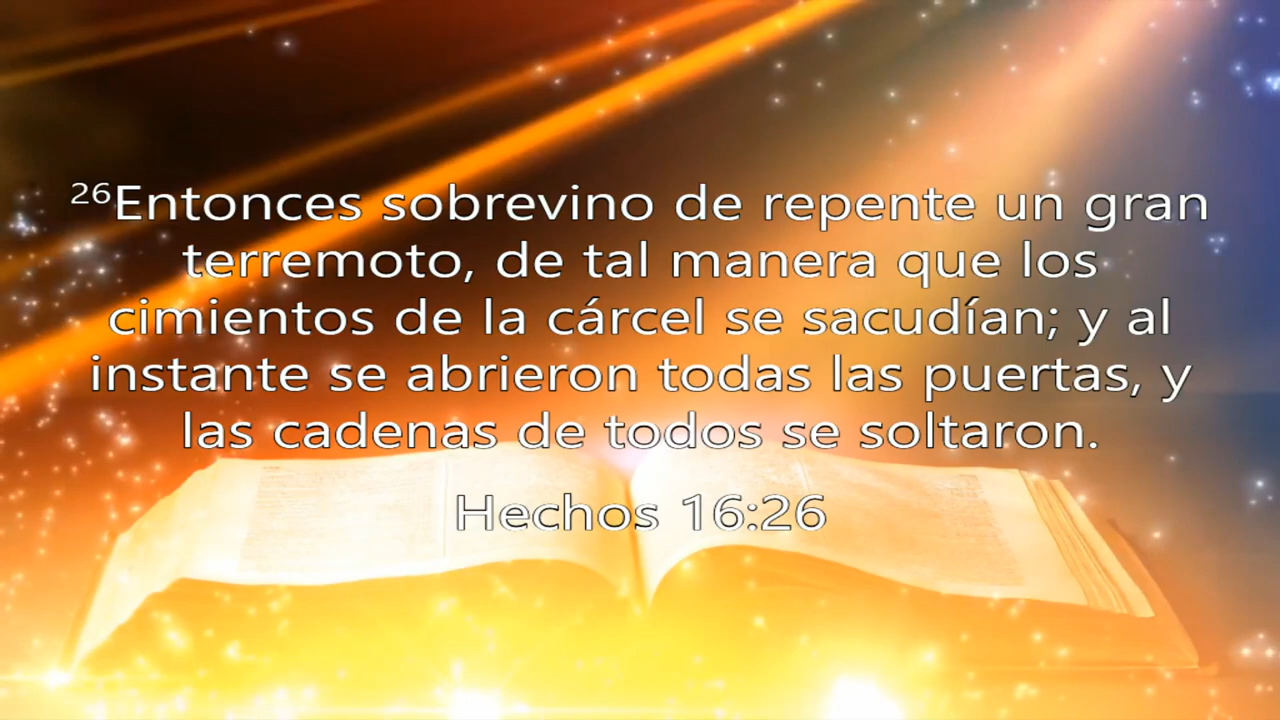 ²⁶Entonces sobrevino de repente un gran
terremoto, de tal manera que los
cimientos de la cárcel se sacudían; y al
instante se abrieron todas las puertas, y
las cadenas de todos se soltaron.
Hechos 16:26